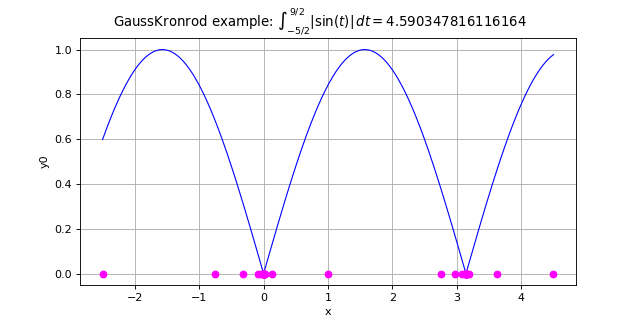 GaussKronrod example: ∫_{-5/2}^{9/2} |sin(t)| dt = 4.590347816116164
1.0
0.8
0.6
0.4
0.2
0.0
y0
−2 −1 0 1 2 3 4
x